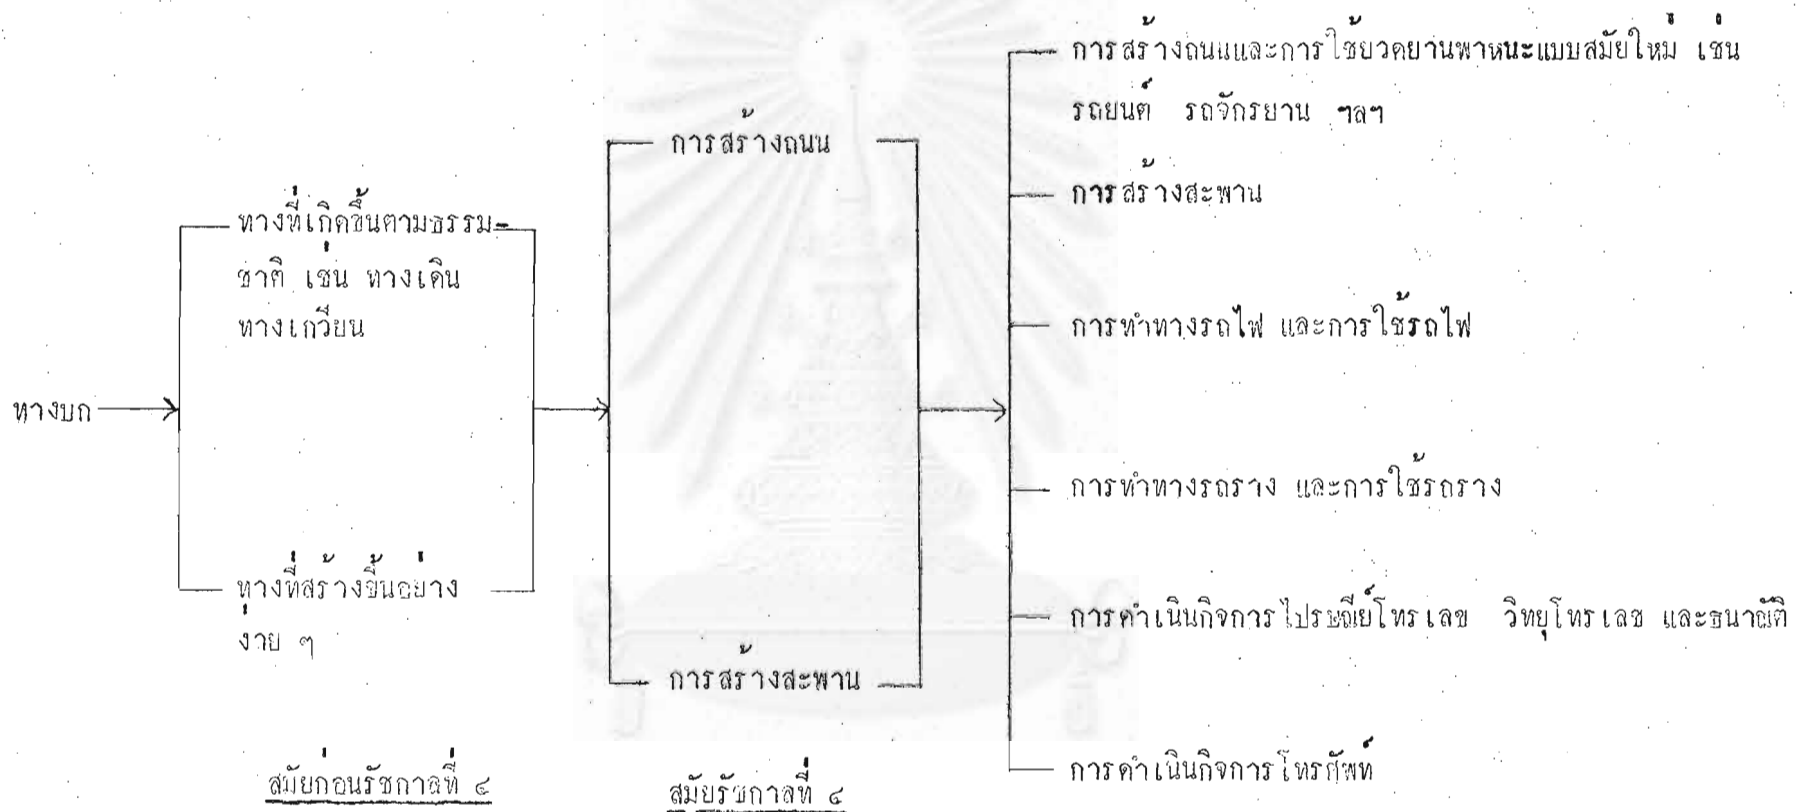 ทางบก
ทางที่เกิดขึ้นตามธรรม-
ชาติ เช่น ทางเดิน
ทางเกวียน
ทางที่สร้างขึ้นอย่าง
ง่าย ๆ
สมัยก่อนรัชกาลที่ ๔
การสร้างถนน
การสร้างสะพาน
สมัยรัชกาลที่ ๔
การสร้างถนนและการใช้ยวดยานพาหนะแบบสมัยใหม่ เช่น
รถยนต์ รถจักรยาน ฯลฯ
การสร้างสะพาน
การทำทางรถไฟ และการใช้รถไฟ
การทำทางรถราง และการใช้รถราง
การดำเนินกิจการไปรษณีย์โทรเลข วิทยุโทรเลข และธนาณัติ
การดำเนินกิจการโทรศัพท์